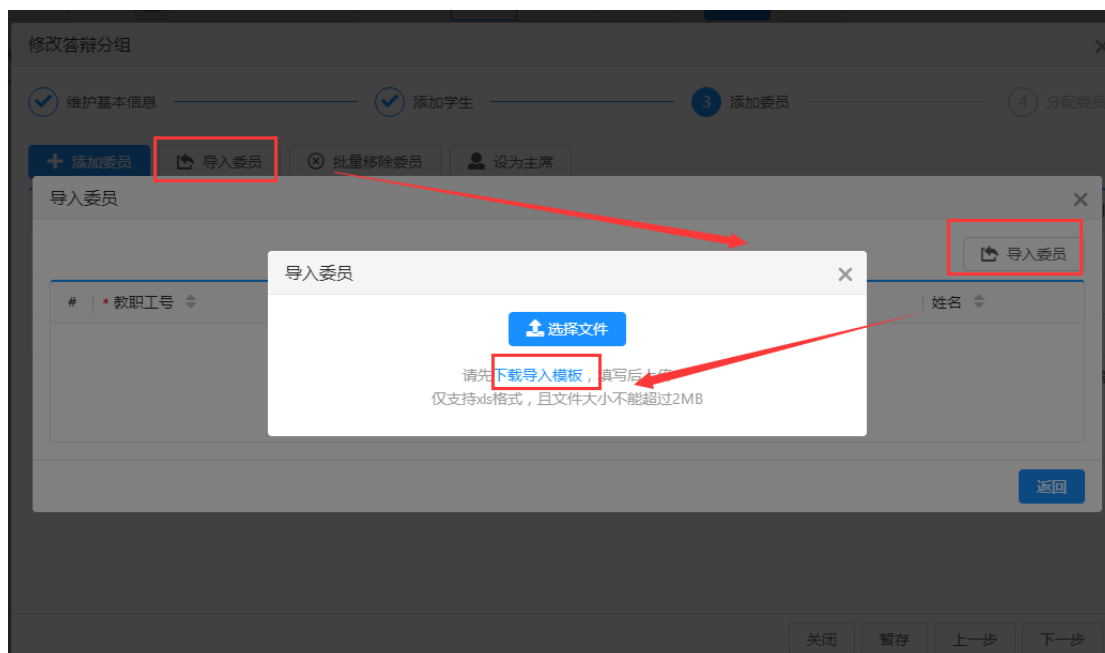 修改答辩分组
维护基本信息
添加学生
3 添加委员
4 分配委员
添加委员
导入委员
批量移除委员
设为主席
导入委员
导入委员
导入委员
# * 教职工号
姓名
选择文件
请先下载导入模板，填写后上传
仅支持xls格式，且文件大小不能超过2MB
返回
关闭
暂存
上一步
下一步